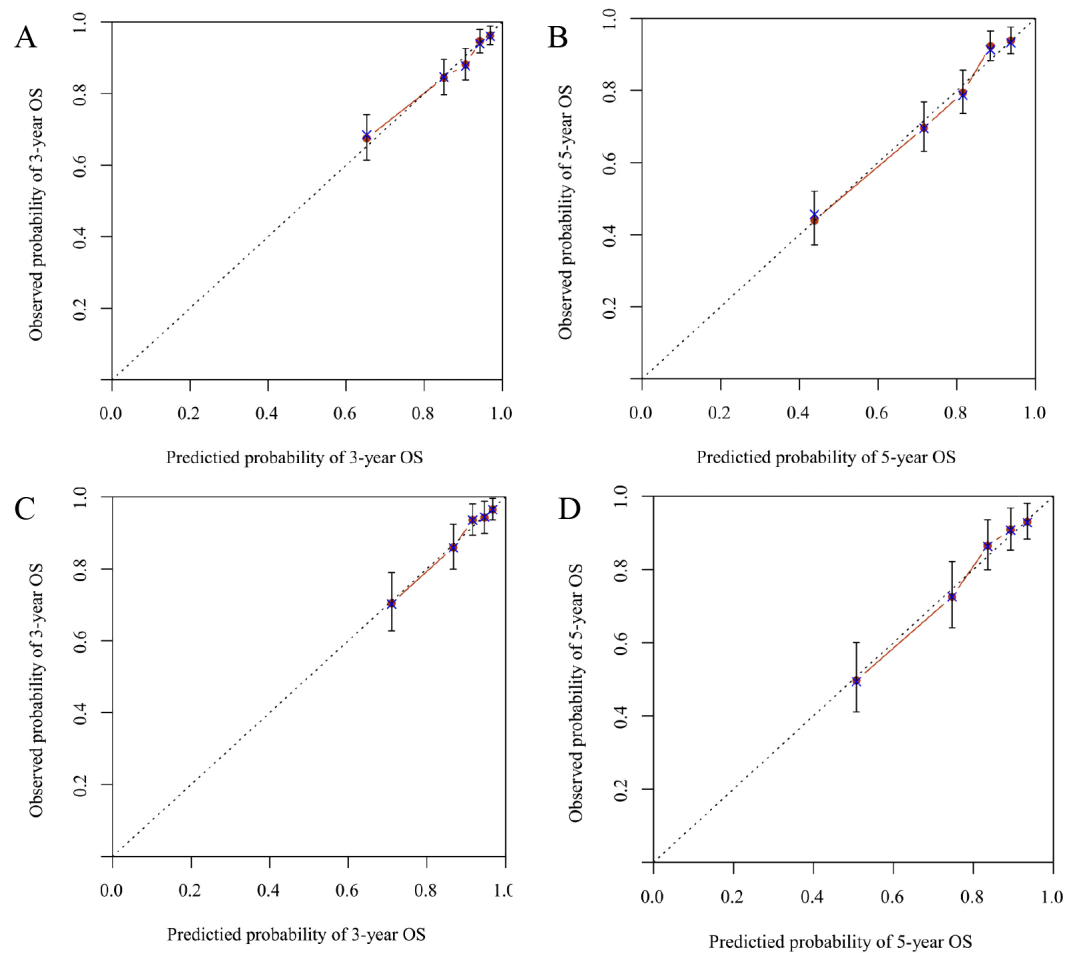 A
Observed probability of 3-year OS
1.0
0.8
0.6
0.4
0.2
0.0 0.2 0.4 0.6 0.8 1.0
Predictied probability of 3-year OS
B
Observed probability of 5-year OS
1.0
0.8
0.6
0.4
0.2
0.0 0.2 0.4 0.6 0.8 1.0
Predictied probability of 5-year OS
C
Observed probability of 3-year OS
1.0
0.8
0.6
0.4
0.2
0.0 0.2 0.4 0.6 0.8 1.0
Predictied probability of 3-year OS
D
Observed probability of 5-year OS
1.0
0.8
0.6
0.4
0.2
0.0 0.2 0.4 0.6 0.8 1.0
Predictied probability of 5-year OS